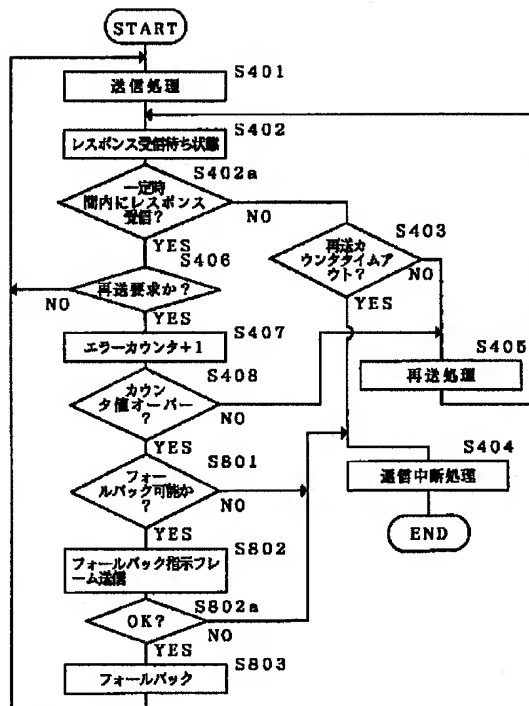 START
S401
送信処理
S402
レスポンス受信待ち状態
S402a
一定時
間内にレスポンス
受信?
NO
YES
S403
再送カ
ウンタタイムア
ウト?
NO
YES
S406
再送要求か?
NO
YES
S407
エラーカウンタ+1
S405
再送処理
S408
カウン
タ値オーバー
?
NO
YES
S404
通信中断処理
END
S801
フォー
ルバック可能か
?
NO
YES
S802
フォールバック指示フレ
ーム送信
S802a
OK?
NO
YES
S803
フォールバック